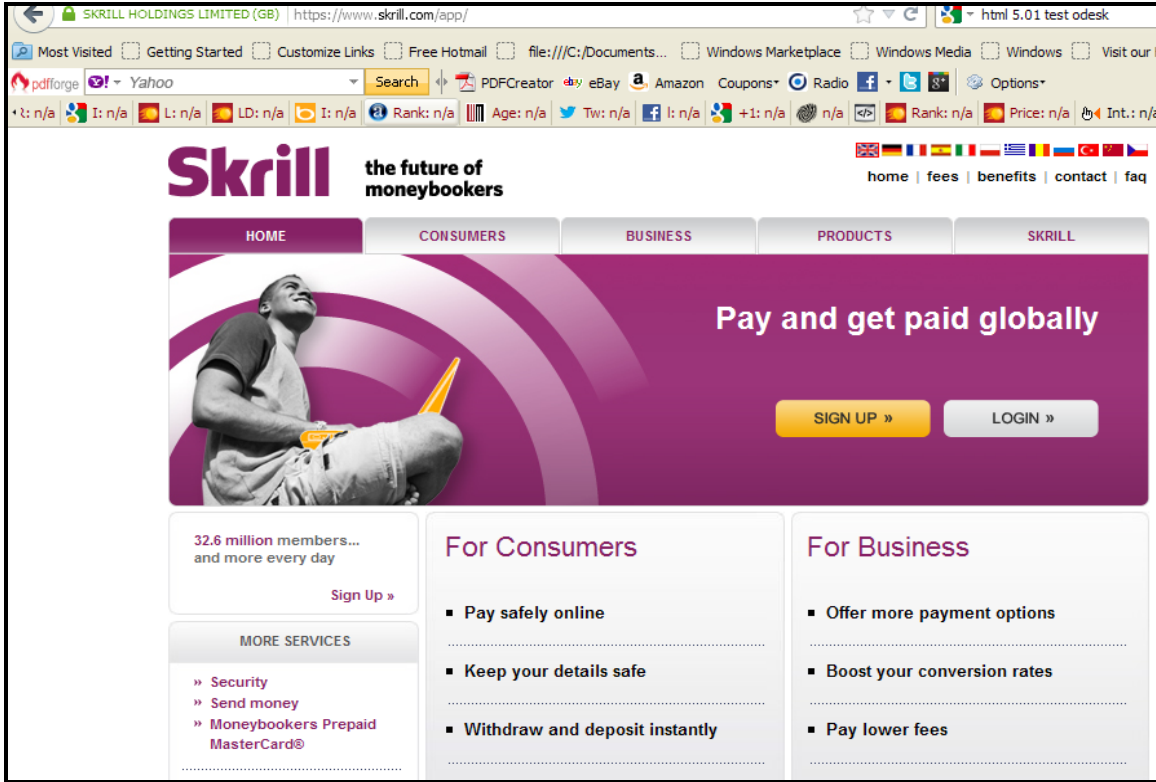 SKRILL HOLDINGS LIMITED (GB) https://www.skrill.com/app/ html 5.01 test odesk
Most Visited Getting Started Customize Links Free Hotmail file:///C:/Documents... Windows Marketplace Windows Media Windows Visit our
pdfforge Y! Yahoo Search PDFCreator eBay Amazon Coupons Radio Options
n/a I: n/a L: n/a LD: n/a I: n/a Rank: n/a Age: n/a Tw: n/a l: n/a +1: n/a n/a Rank: n/a Price: n/a Int.: n/a
Skrill
the future of
moneybookers
home | fees | benefits | contact | faq
HOME CONSUMERS BUSINESS PRODUCTS SKRILL
Pay and get paid globally
SIGN UP » LOGIN »
32.6 million members...
and more every day
Sign Up »
MORE SERVICES
» Security
» Send money
» Moneybookers Prepaid
MasterCard®
For Consumers
▪ Pay safely online
▪ Keep your details safe
▪ Withdraw and deposit instantly
For Business
▪ Offer more payment options
▪ Boost your conversion rates
▪ Pay lower fees